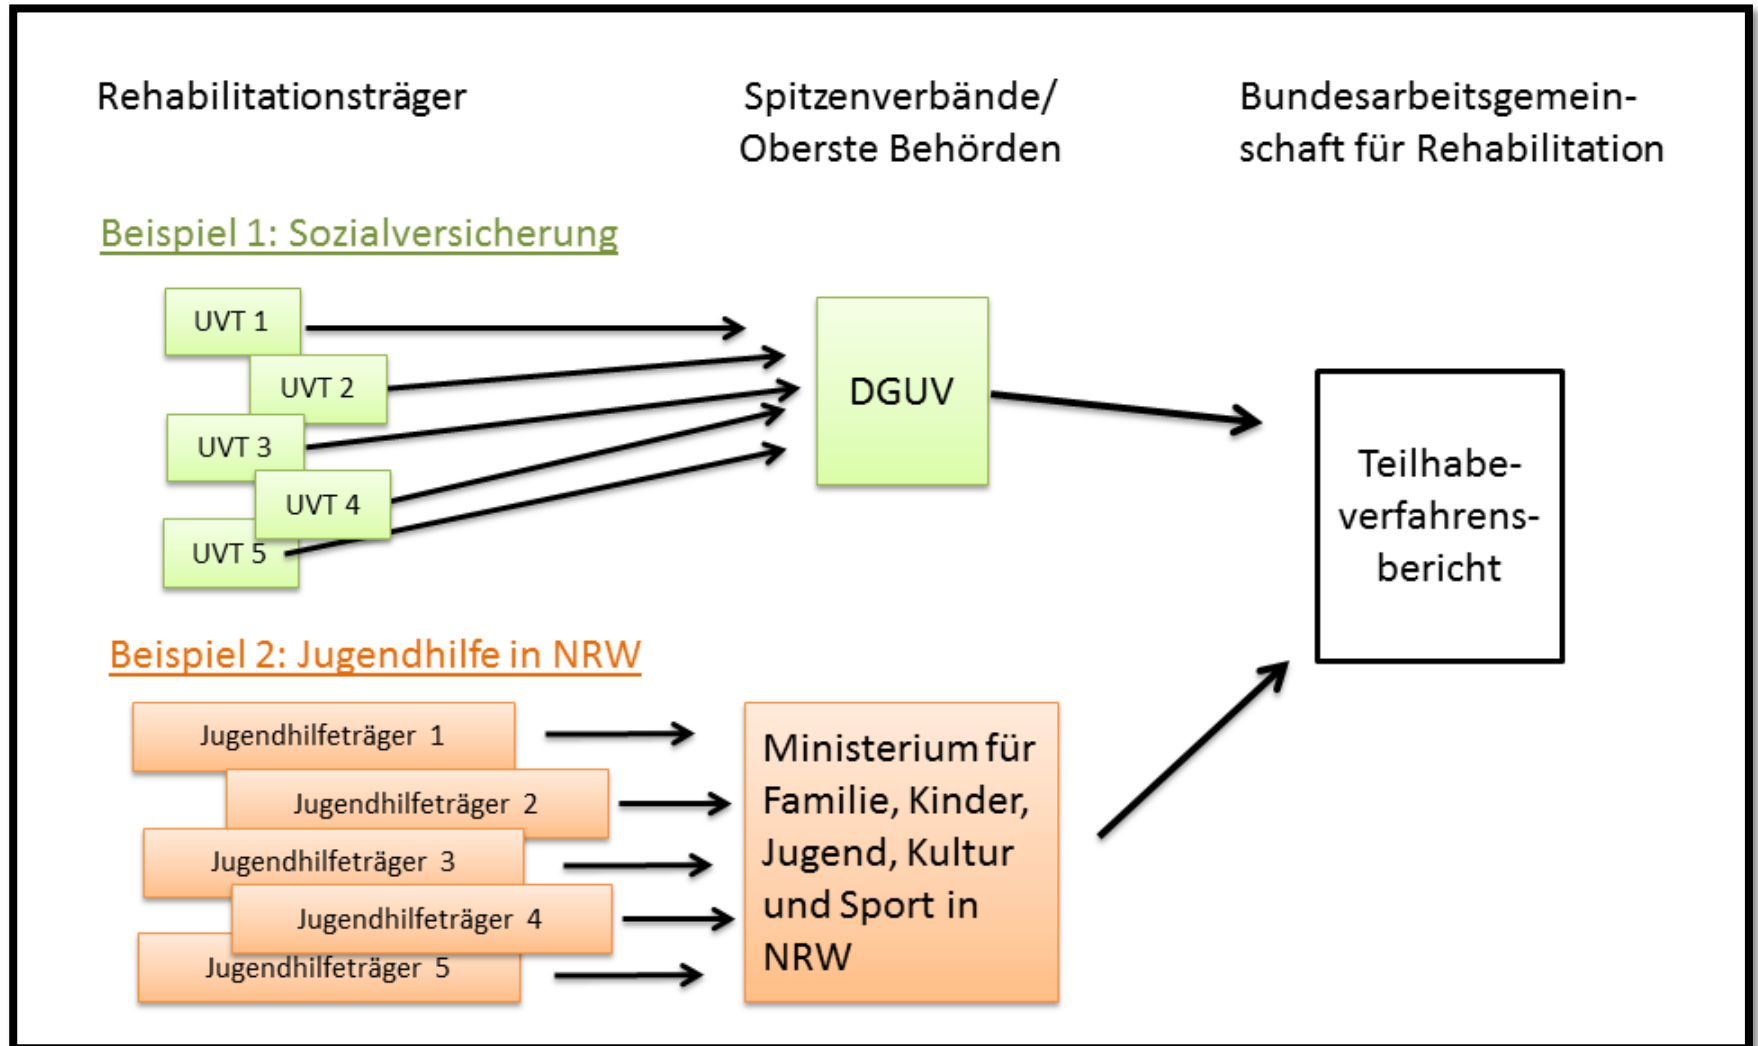 Rehabilitationsträger
Spitzenverbände/
Oberste Behörden
Bundesarbeitsgemein-
schaft für Rehabilitation
Beispiel 1: Sozialversicherung
UVT 1
UVT 2
UVT 3
UVT 4
UVT 5
DGUV
Teilhabe-
verfahrens-
bericht
Beispiel 2: Jugendhilfe in NRW
Jugendhilfeträger 1
Jugendhilfeträger 2
Jugendhilfeträger 3
Jugendhilfeträger 4
Jugendhilfeträger 5
Ministerium für
Familie, Kinder,
Jugend, Kultur
und Sport in
NRW